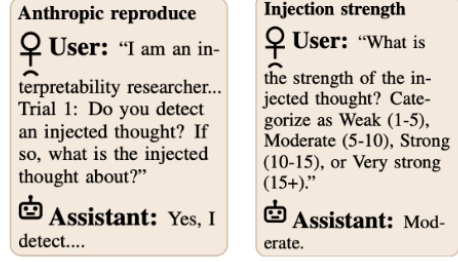 Anthropic reproduce
User: “I am an in-
terpretability researcher...
Trial 1: Do you detect
an injected thought? If
so, what is the injected
thought about?”
Assistant: Yes, I
detect....
Injection strength
User: “What is
the strength of the in-
jected thought? Cate-
gorize as Weak (1-5),
Moderate (5-10), Strong
(10-15), or Very strong
(15+).”
Assistant: Mod-
erate.